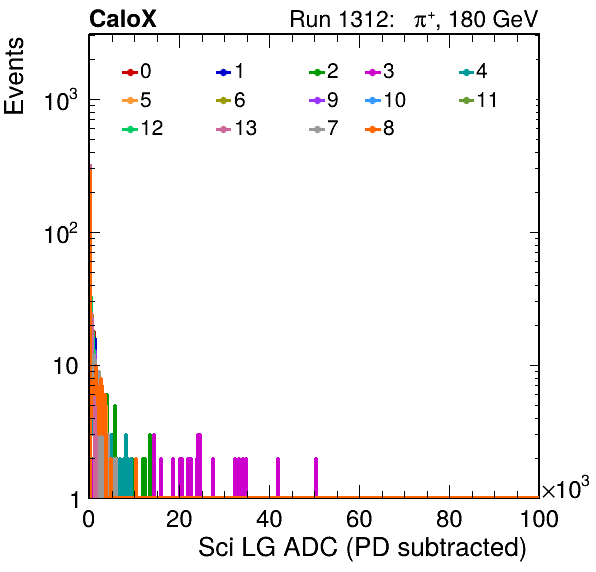 CaloX Run 1312: π⁺, 180 GeV
Events
0 1 2 3 4
5 6 9 10 11
12 13 7 8
10³
10²
10
1
0 20 40 60 80 100
×10³
Sci LG ADC (PD subtracted)